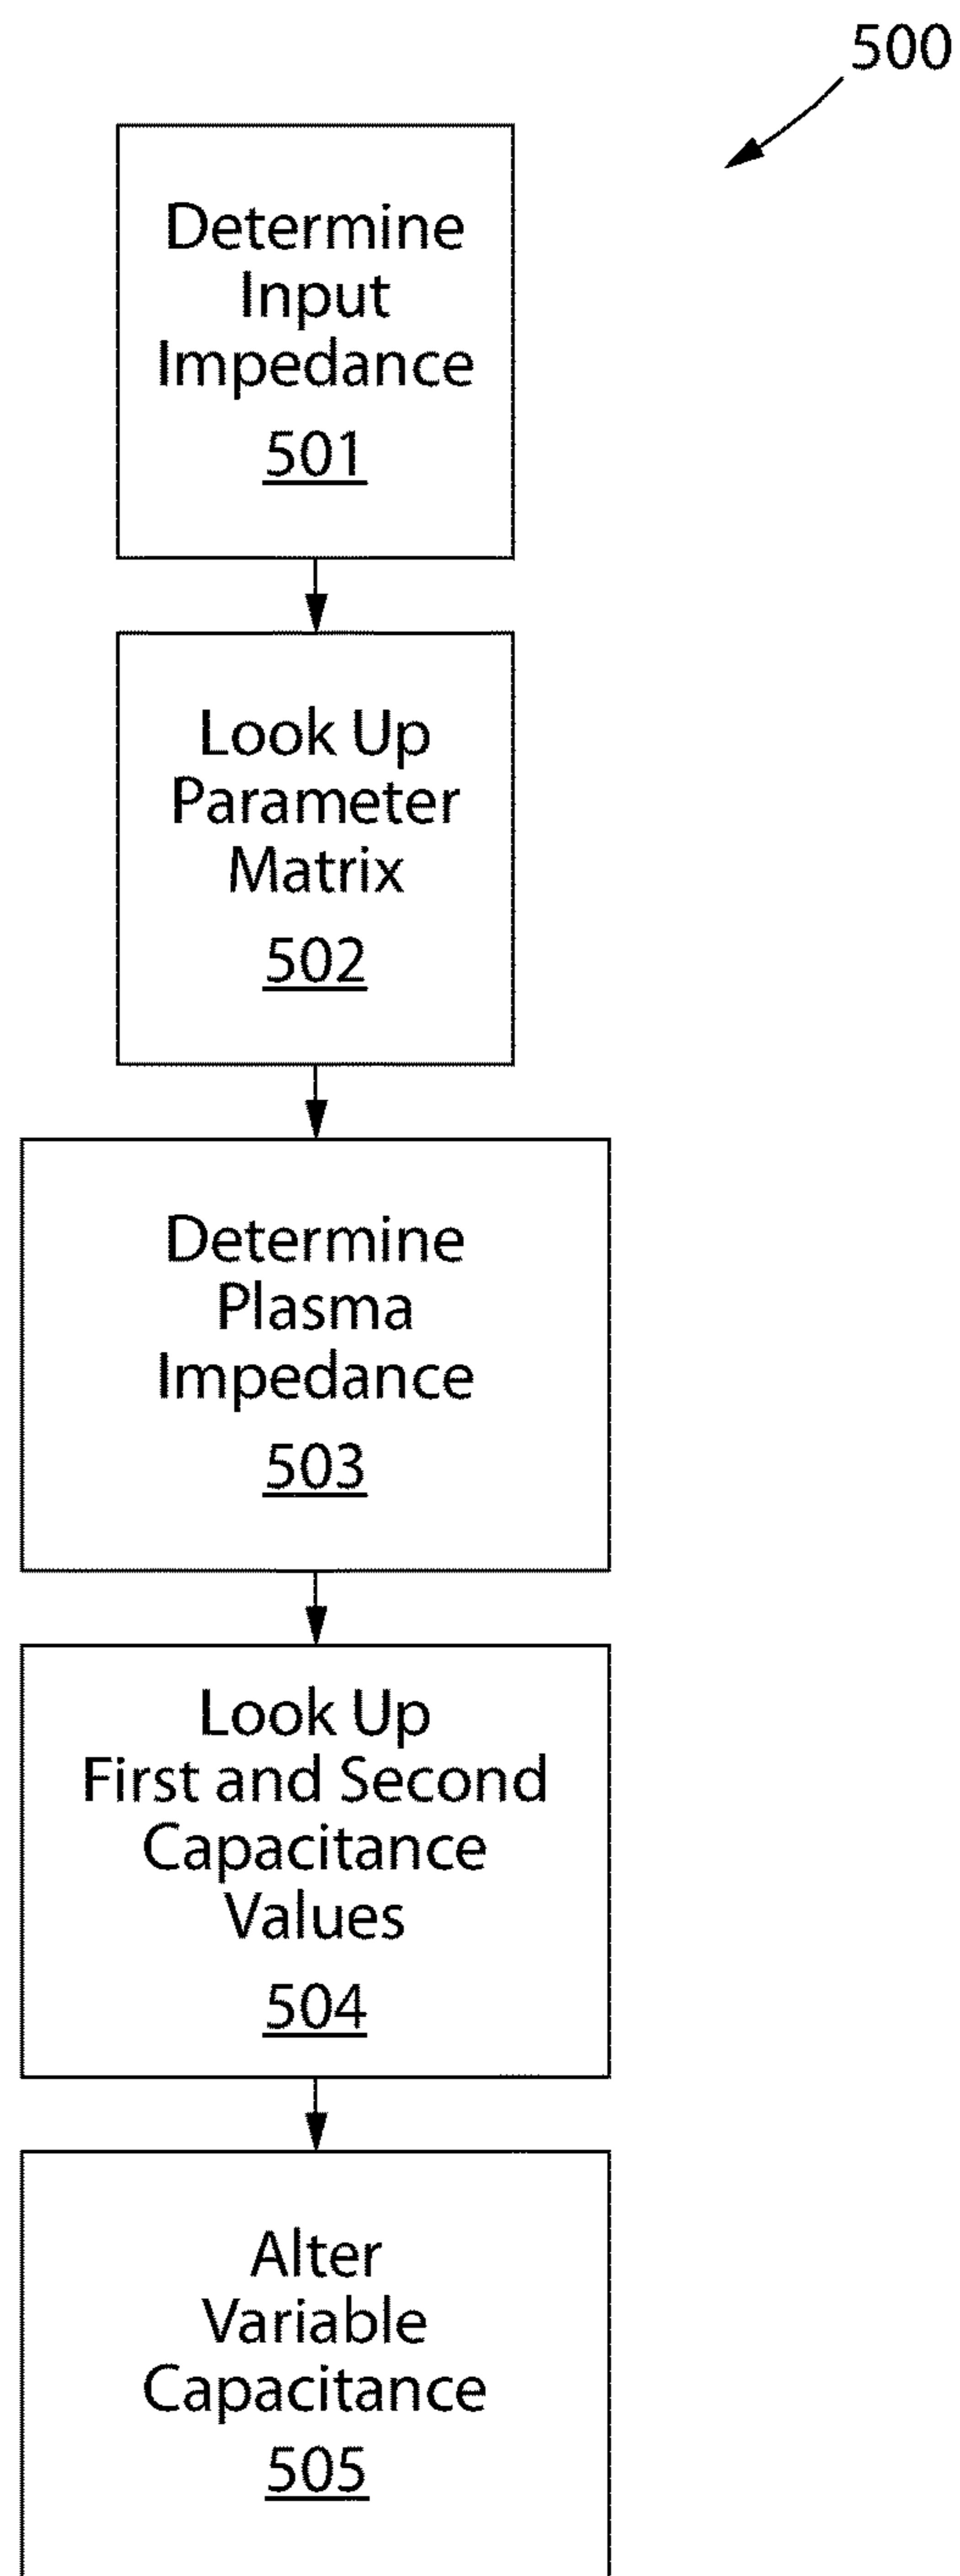 500
Determine
Input
Impedance
501
Look Up
Parameter
Matrix
502
Determine
Plasma
Impedance
503
Look Up
First and Second
Capacitance
Values
504
Alter
Variable
Capacitance
505